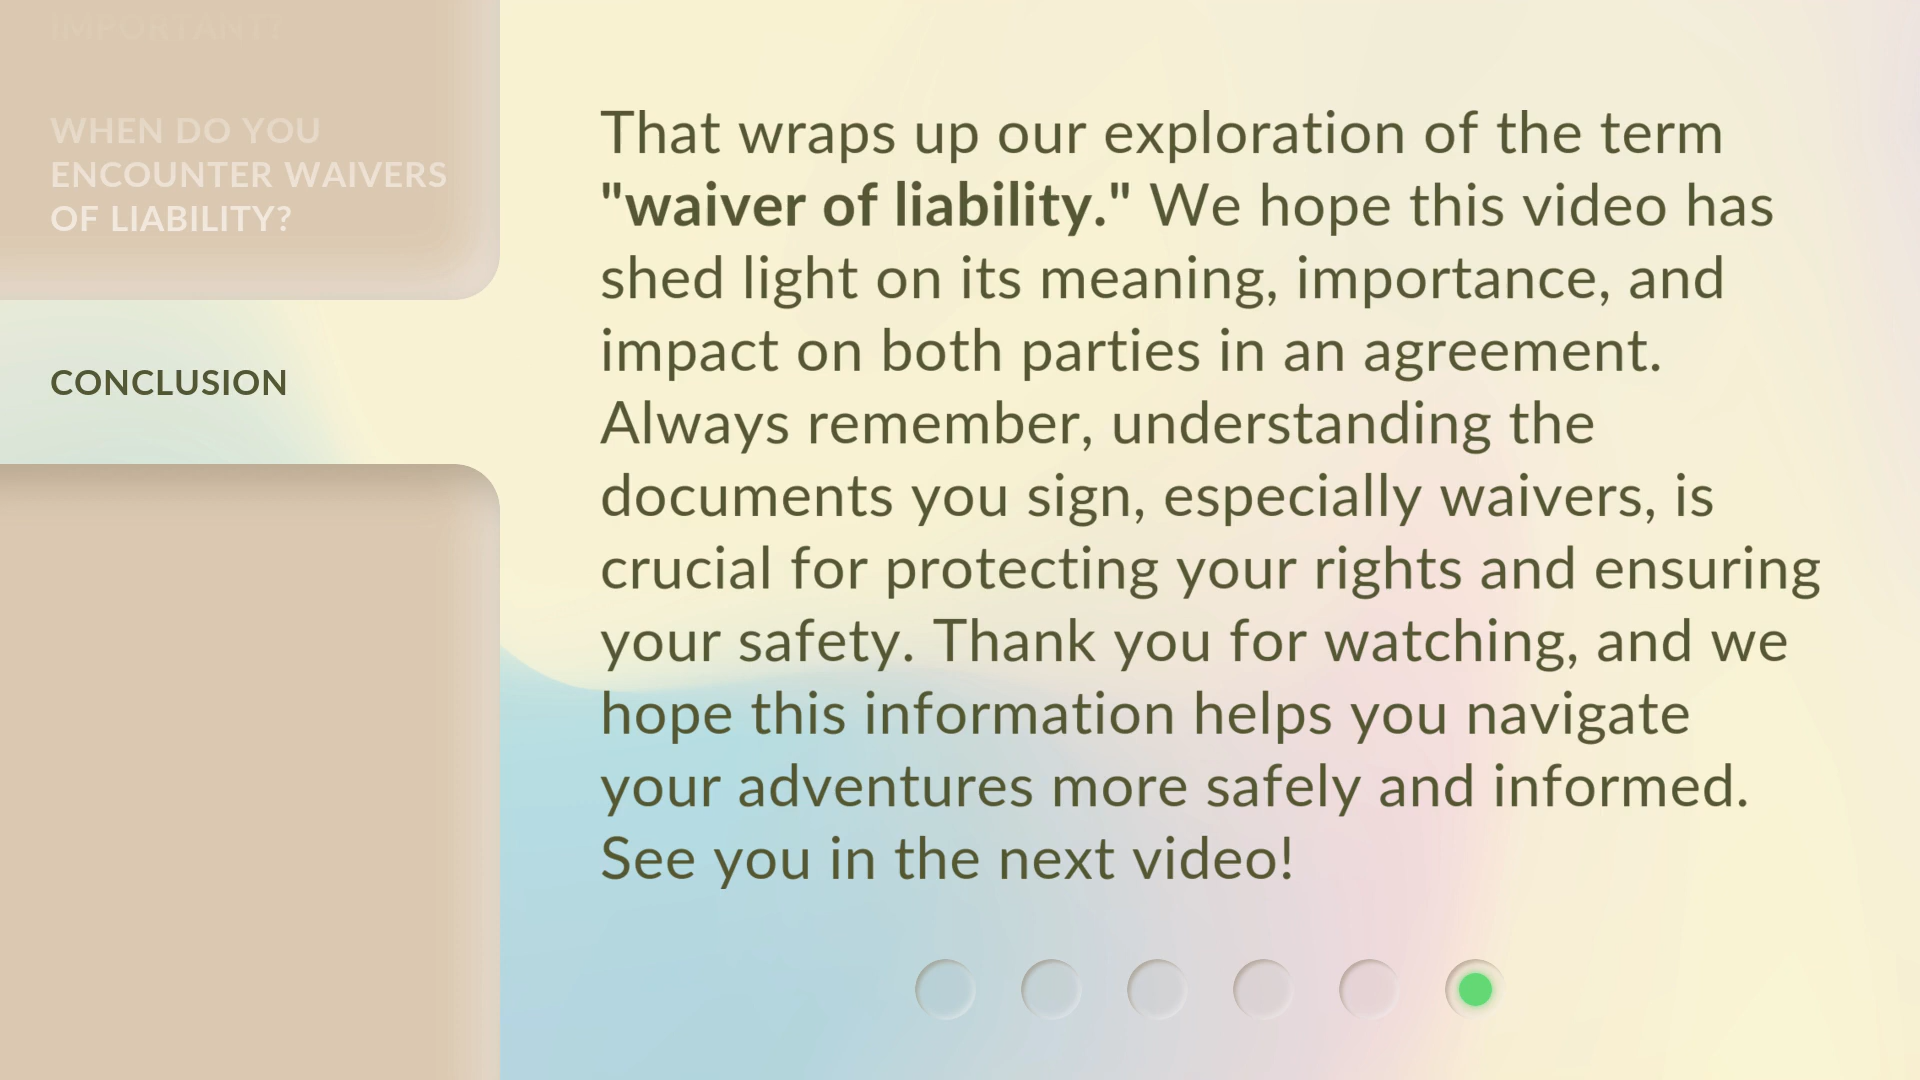 IMPORTANT?
WHEN DO YOU
ENCOUNTER WAIVERS
OF LIABILITY?
CONCLUSION
That wraps up our exploration of the term
"waiver of liability." We hope this video has
shed light on its meaning, importance, and
impact on both parties in an agreement.
Always remember, understanding the
documents you sign, especially waivers, is
crucial for protecting your rights and ensuring
your safety. Thank you for watching, and we
hope this information helps you navigate
your adventures more safely and informed.
See you in the next video!